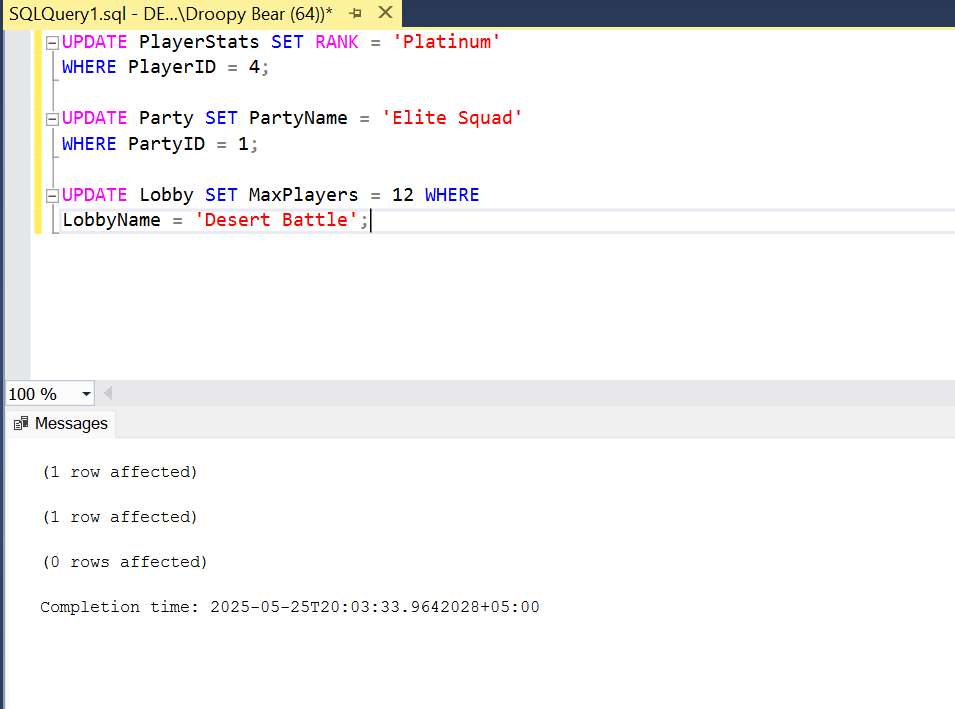 SQLQuery1.sql - DE...\Droopy Bear (64))*
UPDATE PlayerStats SET RANK = 'Platinum'
WHERE PlayerID = 4;
UPDATE Party SET PartyName = 'Elite Squad'
WHERE PartyID = 1;
UPDATE Lobby SET MaxPlayers = 12 WHERE
LobbyName = 'Desert Battle';
100 %
Messages
(1 row affected)
(1 row affected)
(0 rows affected)
Completion time: 2025-05-25T20:03:33.9642028+05:00